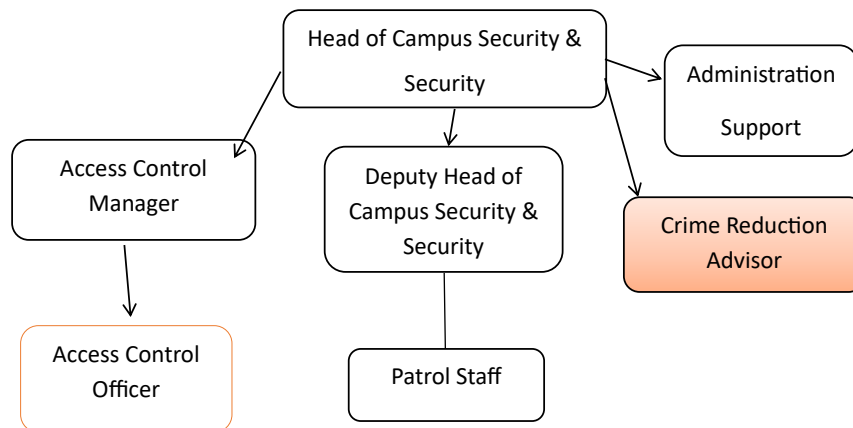 Head of Campus Security &
Security
Administration
Support
Access Control
Manager
Deputy Head of
Campus Security &
Security
Crime Reduction
Advisor
Access Control
Officer
Patrol Staff